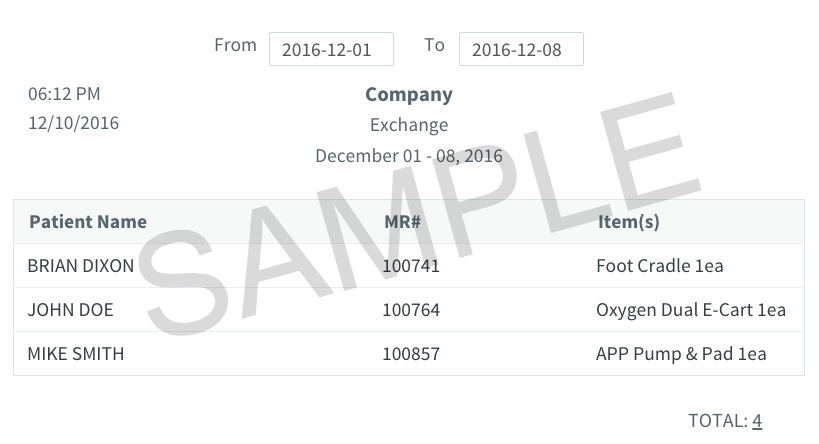 From 2016-12-01 To 2016-12-08
06:12 PM
12/10/2016
Company
Exchange
December 01 - 08, 2016
SAMPLE
Patient Name MR# Item(s)
BRIAN DIXON 100741 Foot Cradle 1ea
JOHN DOE 100764 Oxygen Dual E-Cart 1ea
MIKE SMITH 100857 APP Pump & Pad 1ea
TOTAL: 4